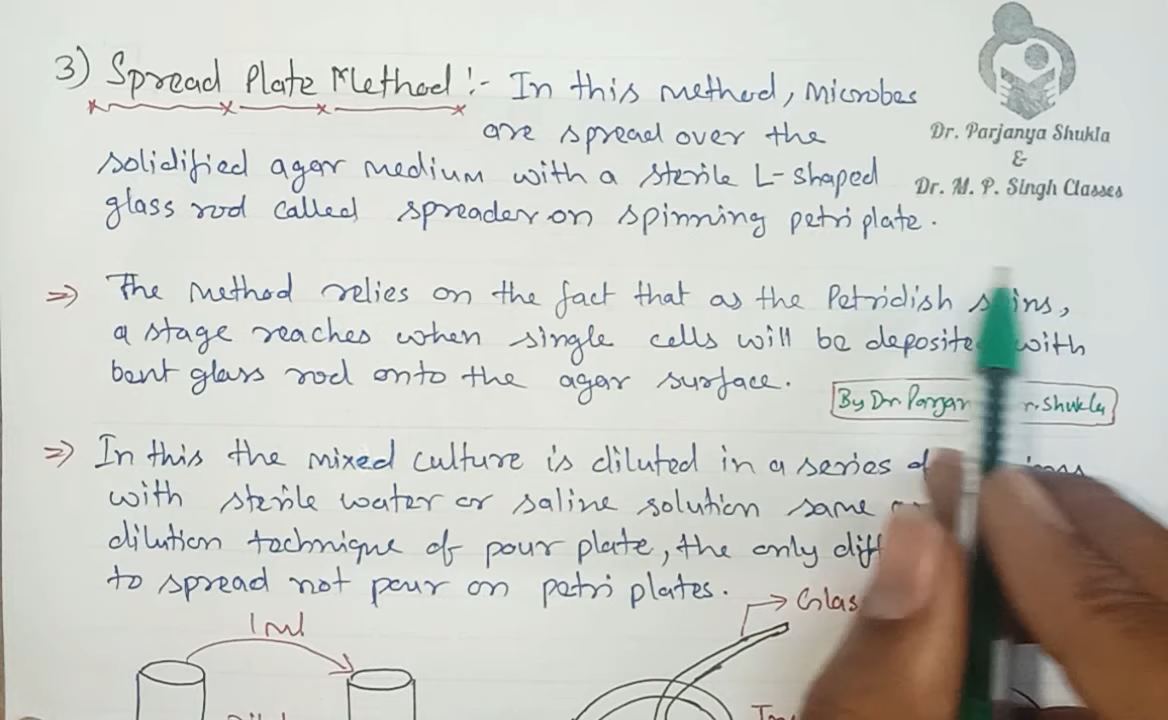 3) Spread Plate Method :- In this method, Microbes
are spread over the
solidified agar medium with a sterile L-shaped
glass rod called spreader on spinning petri plate.
Dr. Parjanya Shukla
&
Dr. M. P. Singh Classes
=> The method relies on the fact that as the Petridish
a stage reaches when single cells will be with
bent glass rod onto the agar surface.
By Dr. Shukla
=> In this the mixed culture is diluted in a series
with sterile water or saline solution same
dilution technique of pour plate, the only
to spread not pour on petri plates.
1 ml